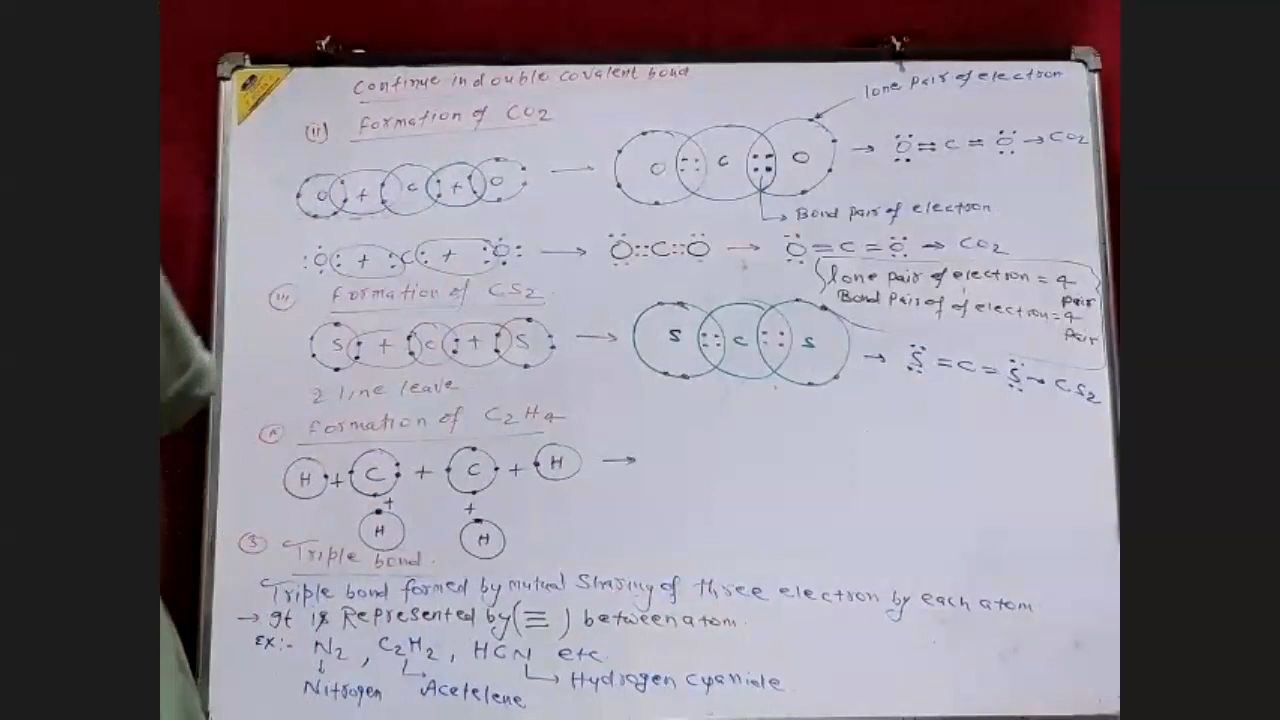 Continue in double covalent bond
(ii) Formation of CO2
lone pair of electron
O + C + O → O :: C :: O → O = C = O → CO2
Bond pair of electron
O + C + O → O::C::O → O = C = O → CO2
lone pair of electron = 4 pair
Bond pair of of electron = 4 pair
(iii) Formation of CS2
S + C + S → S :: C :: S → S = C = S → CS2
2 line leave
Formation of C2H4
H + C + C + H →
+ +
H H
(3) Triple bond.
Triple bond formed by mutual Sharing of three electron by each atom
→ It is Represented by (≡) between atom.
Ex:- N2, C2H2, HCN etc.
Nitrogen Acetelene Hydrogen cyanide